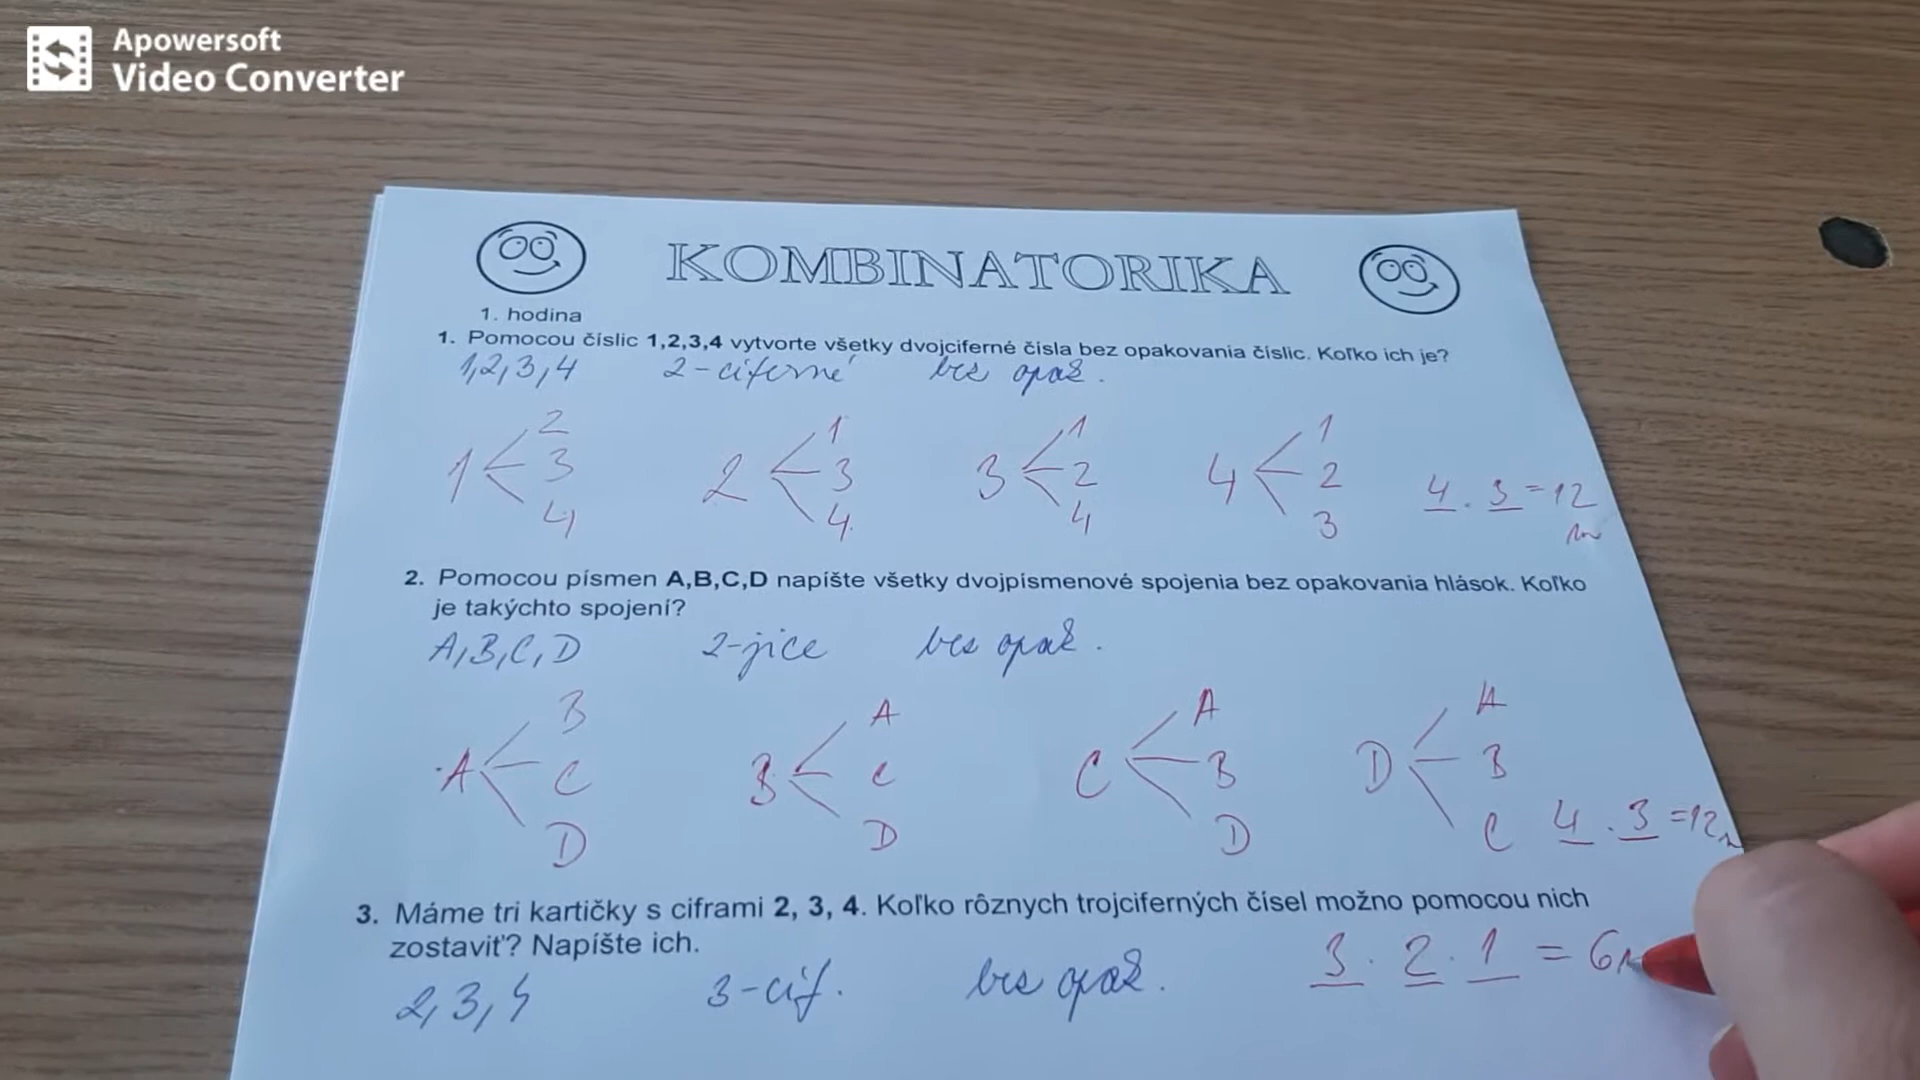 Apowersoft
Video Converter
KOMBINATORIKA
1. hodina
1. Pomocou číslic 1,2,3,4 vytvorte všetky dvojciferné čísla bez opakovania číslic. Koľko ich je?
1,2,3,4 2-ciferné bez opak.
1 2 3 4
2 1 3 4
3 1 2 4
4 1 2 3
4 . 3 = 12
2. Pomocou písmen A,B,C,D napíšte všetky dvojpísmenové spojenia bez opakovania hlások. Koľko
je takýchto spojení?
A,B,C,D 2-jice bez opak.
A B C D
B A C D
C A B D
D A B C
4 . 3 = 12
3. Máme tri kartičky s ciframi 2, 3, 4. Koľko rôznych trojciferných čísel možno pomocou nich
zostaviť? Napíšte ich.
3 . 2 . 1 = 6
2, 3, 4 3-cif. bez opak.